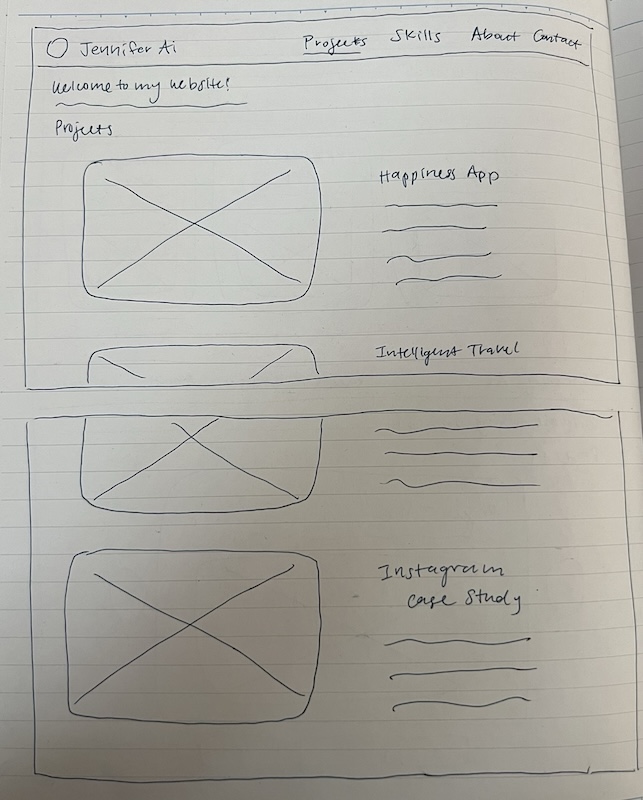 Jennifer Ai Projects Skills About Contact
Welcome to my website!
Projects
Happiness App
Intelligent Travel
Instagram
Case Study